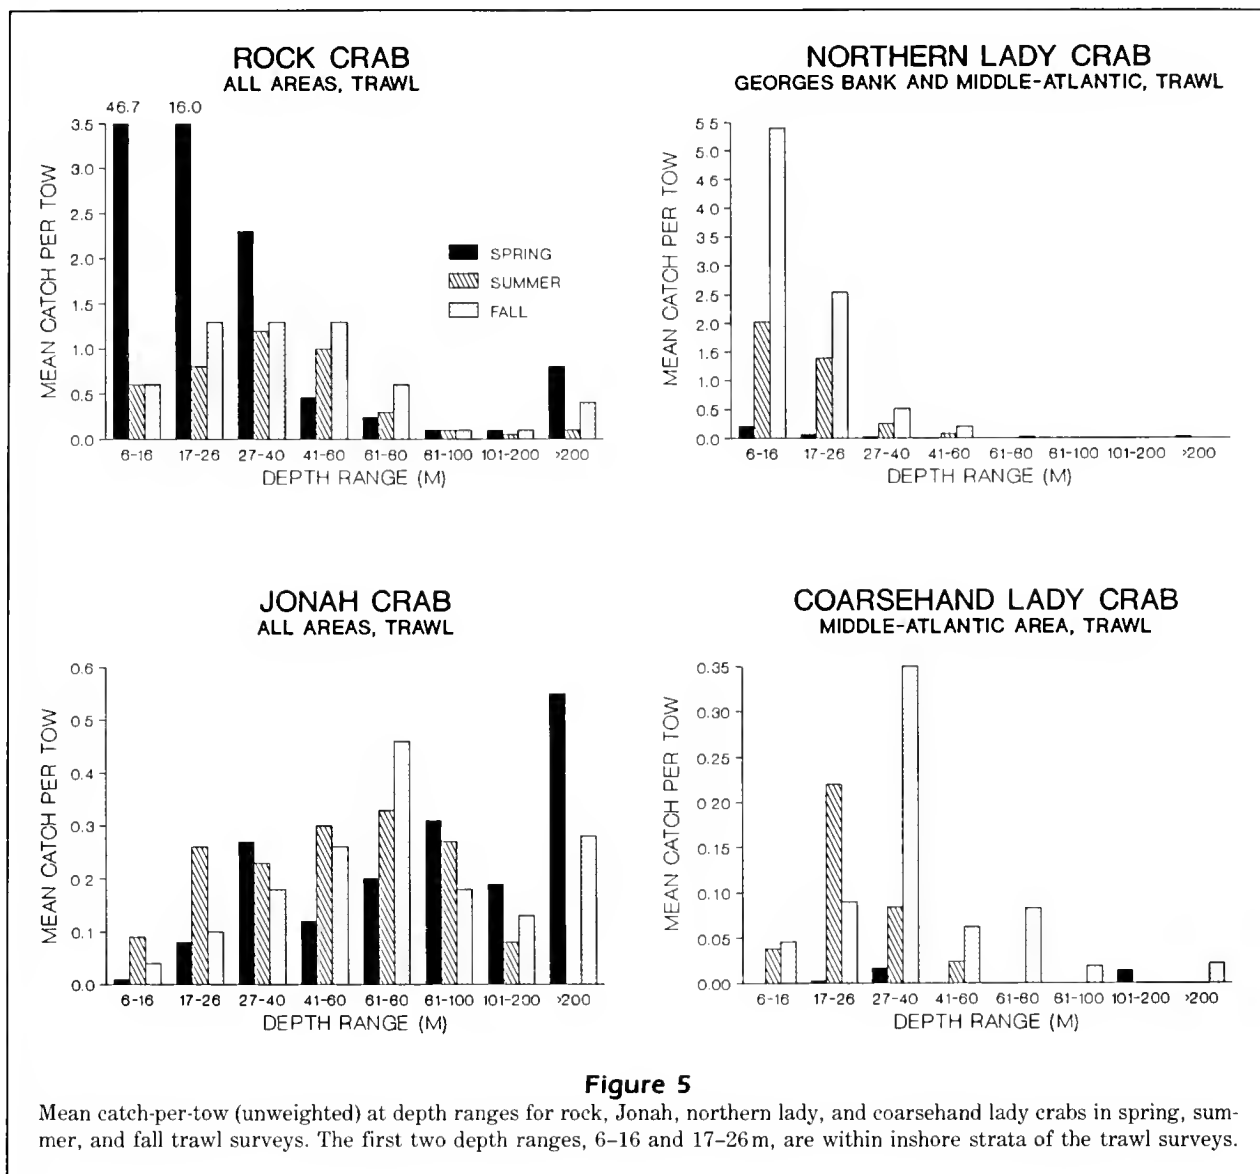 ROCK CRAB
ALL AREAS, TRAWL
46.7 16.0
3.5
3.0
2.5
2.0
1.5
1.0
0.5
0.0
MEAN CATCH PER TOW
SPRING
SUMMER
FALL
6-16 17-26 27-40 41-60 61-80 81-100 101-200 >200
DEPTH RANGE (M)
NORTHERN LADY CRAB
GEORGES BANK AND MIDDLE-ATLANTIC, TRAWL
5 5
5.0
4 5
4 0
3.5
3.0
2.5
2.0
1.5
1.0
0.5
0.0
MEAN CATCH PER TOW
6-16 17-26 27-40 41-60 61-80 81-100 101-200 >200
DEPTH RANGE (M)
JONAH CRAB
ALL AREAS, TRAWL
0.6
0.5
0.4
0.3
0.2
0.1
0.0
MEAN CATCH PER TOW
6-16 17-26 27-40 41-60 61-80 81-100 101-200 >200
DEPTH RANGE (M)
COARSEHAND LADY CRAB
MIDDLE-ATLANTIC AREA, TRAWL
0.35
0.30
0.25
0.20
0.15
0.10
0.05
0.00
MEAN CATCH PER TOW
6-16 17-26 27-40 41-60 61-80 81-100 101-200 >200
DEPTH RANGE (M)
Figure 5
Mean catch-per-tow (unweighted) at depth ranges for rock, Jonah, northern lady, and coarsehand lady crabs in spring, sum-
mer, and fall trawl surveys. The first two depth ranges, 6–16 and 17–26 m, are within inshore strata of the trawl surveys.